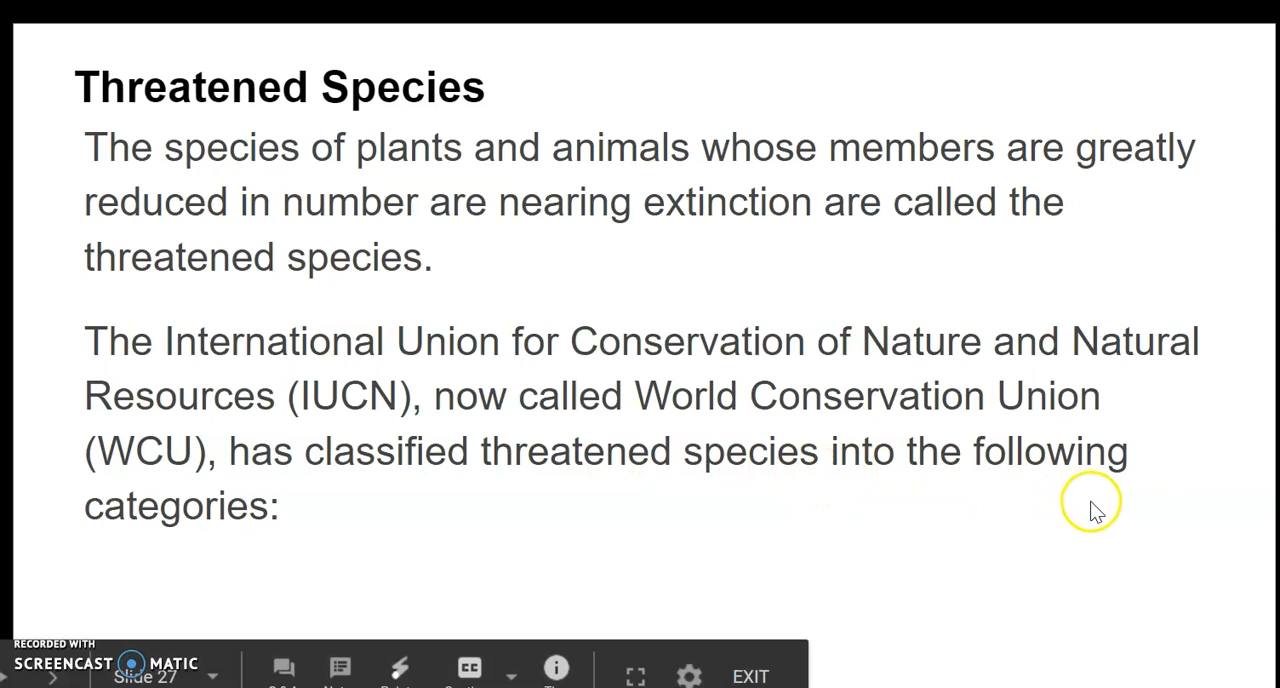 Threatened Species
The species of plants and animals whose members are greatly
reduced in number are nearing extinction are called the
threatened species.
The International Union for Conservation of Nature and Natural
Resources (IUCN), now called World Conservation Union
(WCU), has classified threatened species into the following
categories:
RECORDED WITH
SCREENCAST MATIC
Slide 27
CC
EXIT